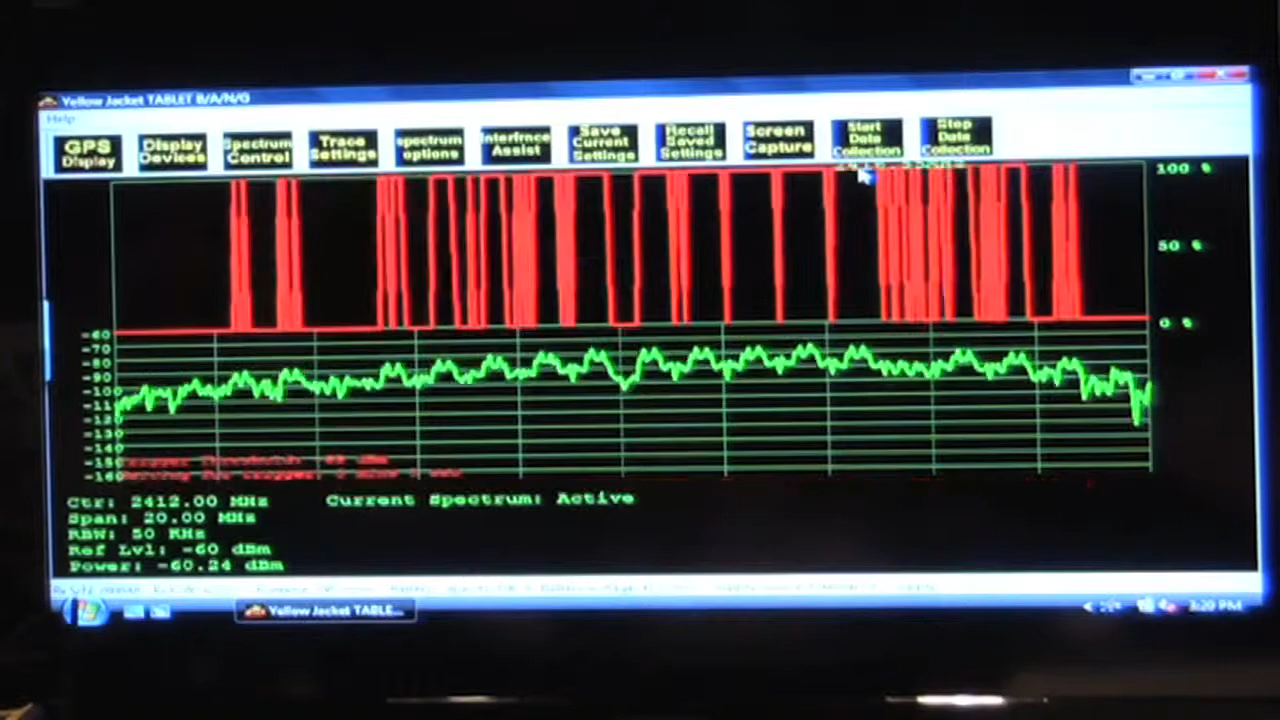 Yellow Jacket TABLET B/A/N/G
Help
GPS Display
Display Devices
Spectrum Control
Trace Settings
Spectrum options
Interfrnce Assist
Save Current Settings
Recall Saved Settings
Screen Capture
Start Data Collection
Stop Data Collection
100 %
50 %
0 %
-60
-70
-80
-90
-100
-110
-120
-130
-140
-150
-160
Ctr: 2412.00 MHz
Current Spectrum: Active
Span: 20.00 MHz
RBW: 50 KHz
Ref Lvl: -60 dBm
Power: -60.24 dBm
Yellow Jacket TABLE...
3:20 PM